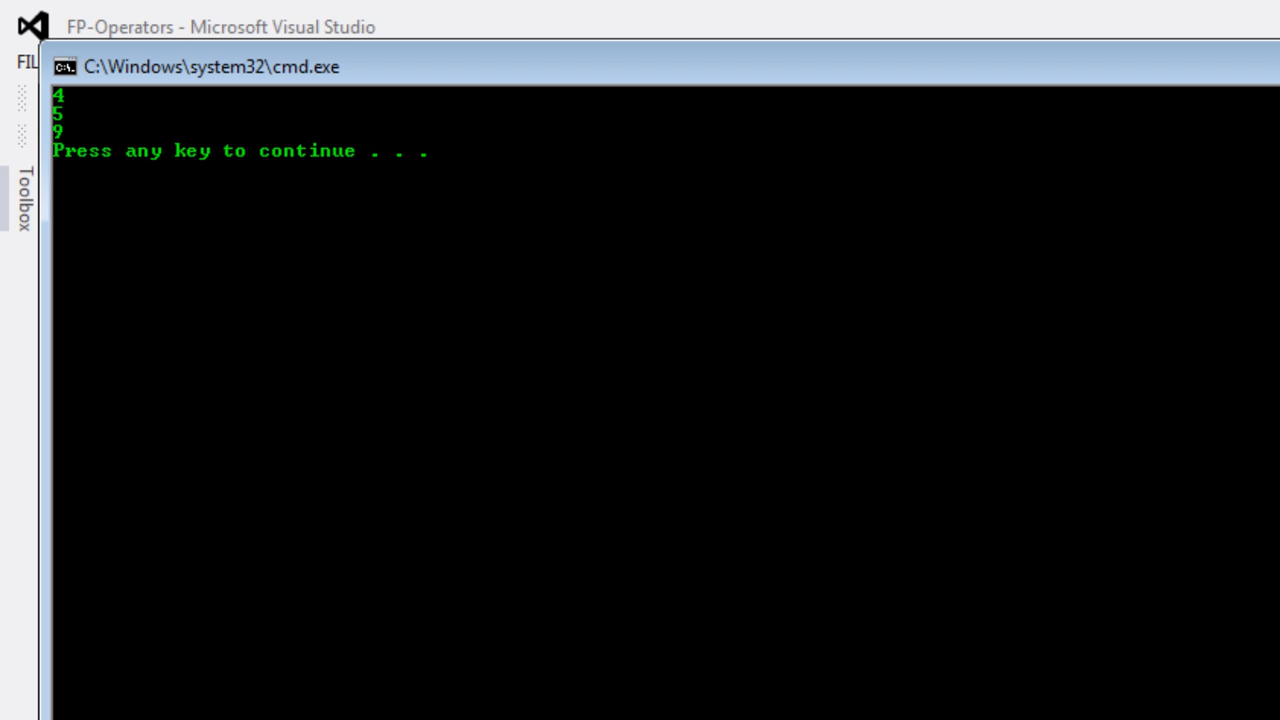 FP-Operators - Microsoft Visual Studio
FIL
C:\Windows\system32\cmd.exe
4
5
9
Press any key to continue . . .
Toolbox